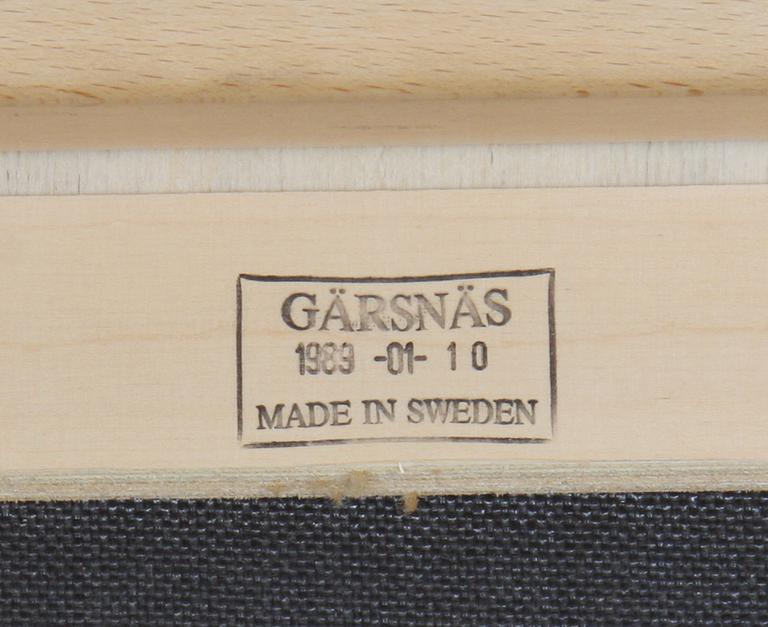 GÄRSNÄS
1989 -01- 10
MADE IN SWEDEN